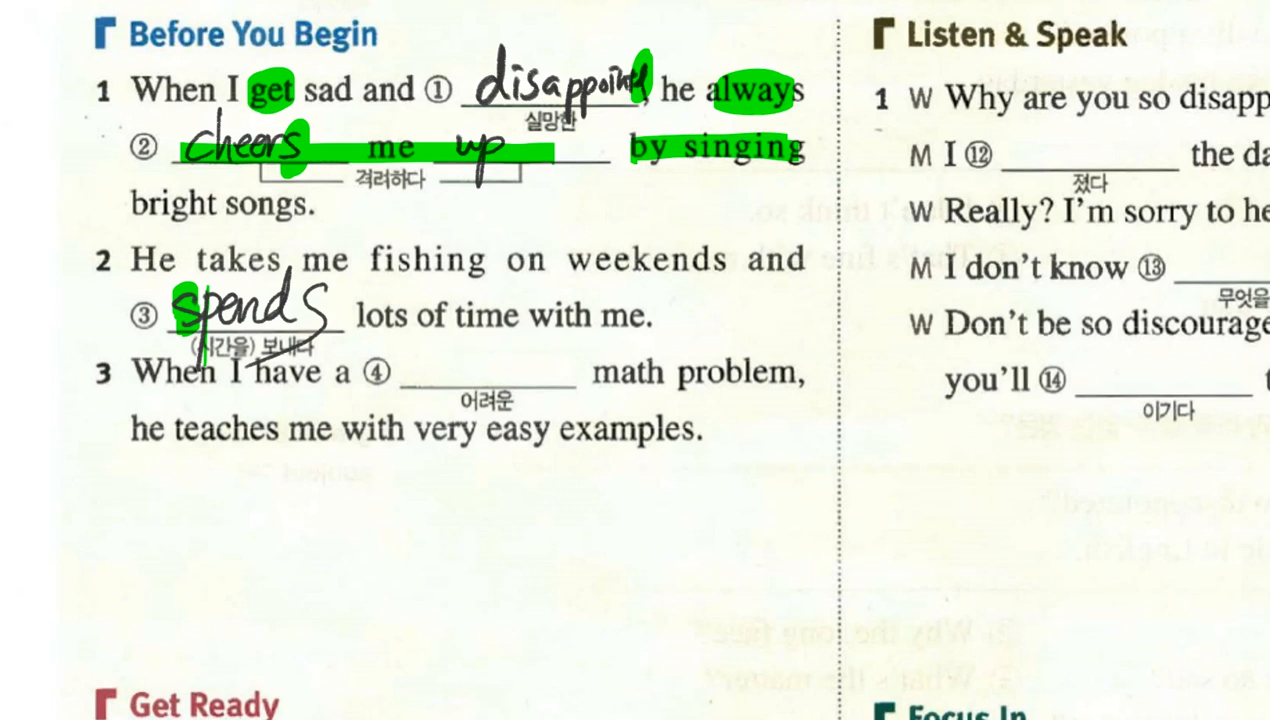 Before You Begin
1 When I get sad and ① disappointed, he always
실망한
② cheers me up by singing
격려하다
bright songs.
2 He takes me fishing on weekends and
③ spends lots of time with me.
(시간을) 보내다
3 When I have a ④ math problem,
어려운
he teaches me with very easy examples.
Get Ready
Listen & Speak
1 W Why are you so disapp
M I ⑫ the da
졌다
W Really? I'm sorry to he
M I don't know ⑬
무엇을
W Don't be so discourage
you'll ⑭ t
이기다
Focus In